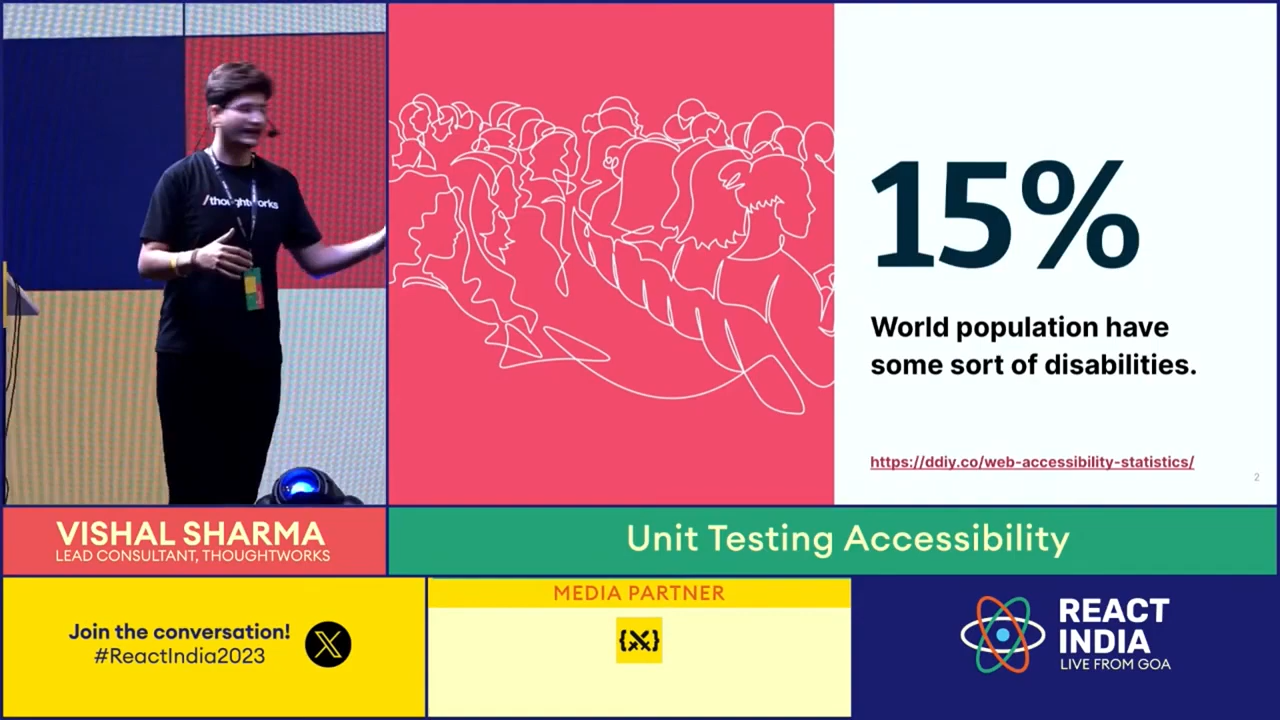 /thoughtworks
15%
World population have
some sort of disabilities.
https://ddiy.co/web-accessibility-statistics/
2
VISHAL SHARMA
LEAD CONSULTANT, THOUGHTWORKS
Unit Testing Accessibility
Join the conversation!
#ReactIndia2023
MEDIA PARTNER
{X}
REACT
INDIA
LIVE FROM GOA